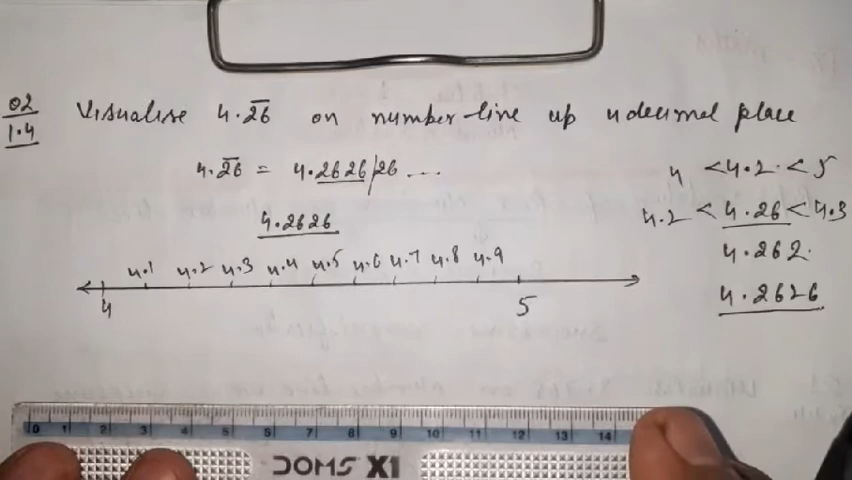 Q2
1.4
Visualise 4.2̅6̅ on number line up 4 decimal place
4.2̅6̅ = 4.2626/26 ...
4.2626
4 < 4.2 < 5
4.2 < 4.26 < 4.3
4.262.
4.2626
4.1 4.2 4.3 4.4 4.5 4.6 4.7 4.8 4.9
4 5
0 1 2 3 4 5 6 7 8 9 10 11 12 13 14
DOMS X1